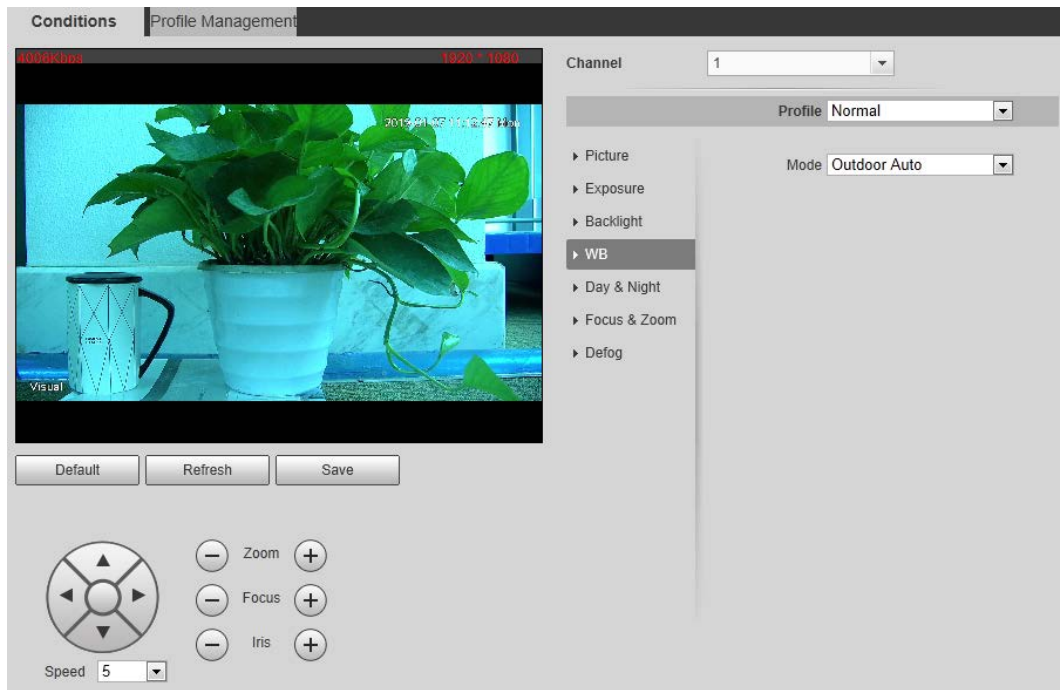 Conditions
Profile Management
4006Kbps
1920 * 1080
Visual
Default
Refresh
Save
Zoom
Focus
Iris
Speed 5
Channel 1
Profile Normal
Picture
Exposure
Backlight
WB
Day & Night
Focus & Zoom
Defog
Mode Outdoor Auto